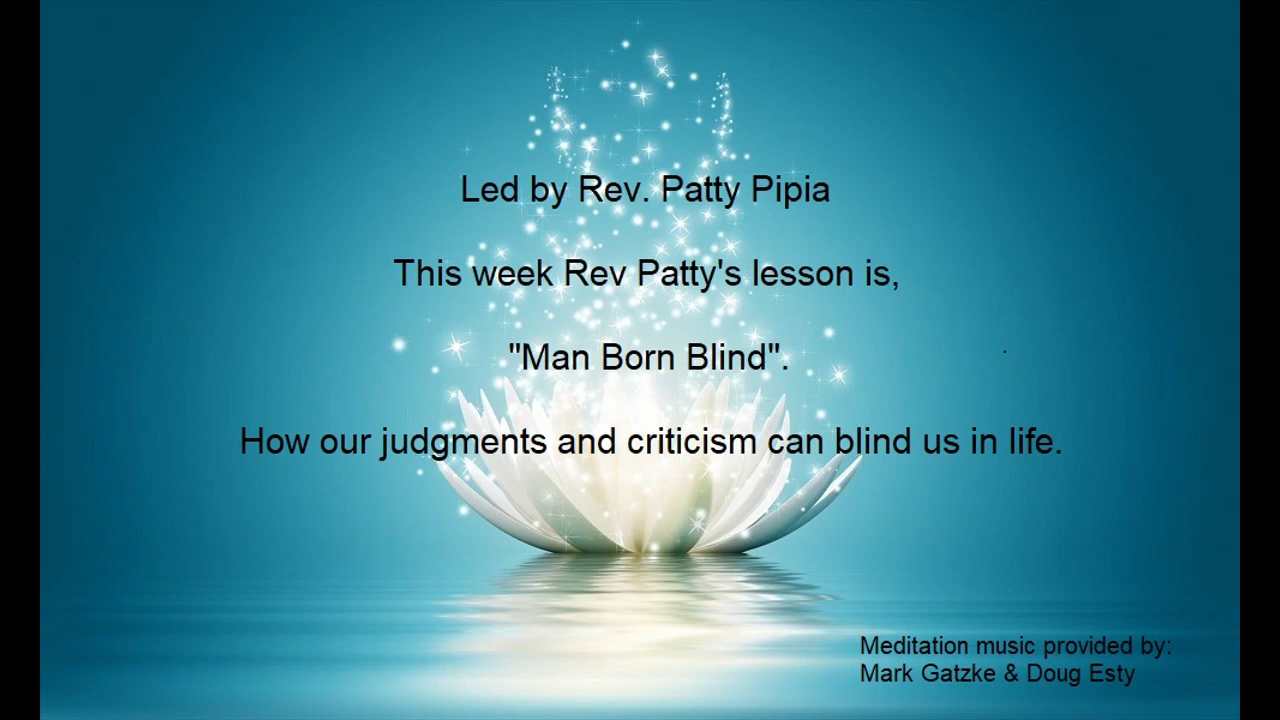 Led by Rev. Patty Pipia
This week Rev Patty's lesson is,
"Man Born Blind".
How our judgments and criticism can blind us in life.
Meditation music provided by:
Mark Gatzke & Doug Esty